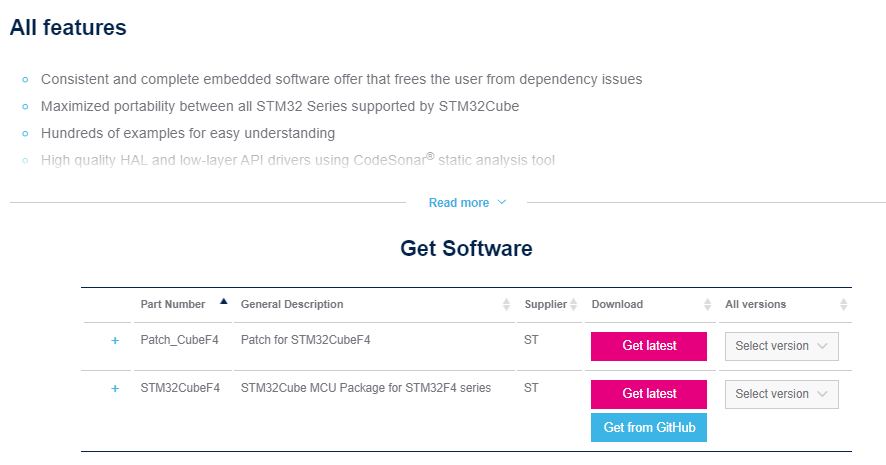 All features
Consistent and complete embedded software offer that frees the user from dependency issues
Maximized portability between all STM32 Series supported by STM32Cube
Hundreds of examples for easy understanding
High quality HAL and low-layer API drivers using CodeSonar® static analysis tool
Read more
Get Software
Part Number General Description Supplier Download All versions
+ Patch_CubeF4 Patch for STM32CubeF4 ST Get latest Select version
+ STM32CubeF4 STM32Cube MCU Package for STM32F4 series ST Get latest Select version
Get from GitHub